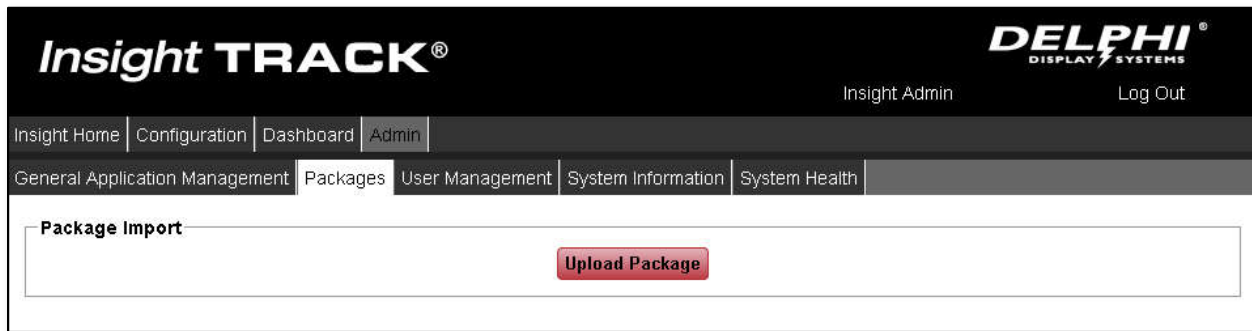 Insight TRACK®
DELPHI®
DISPLAY SYSTEMS
Insight Admin Log Out
Insight Home Configuration Dashboard Admin
General Application Management Packages User Management System Information System Health
Package Import
Upload Package